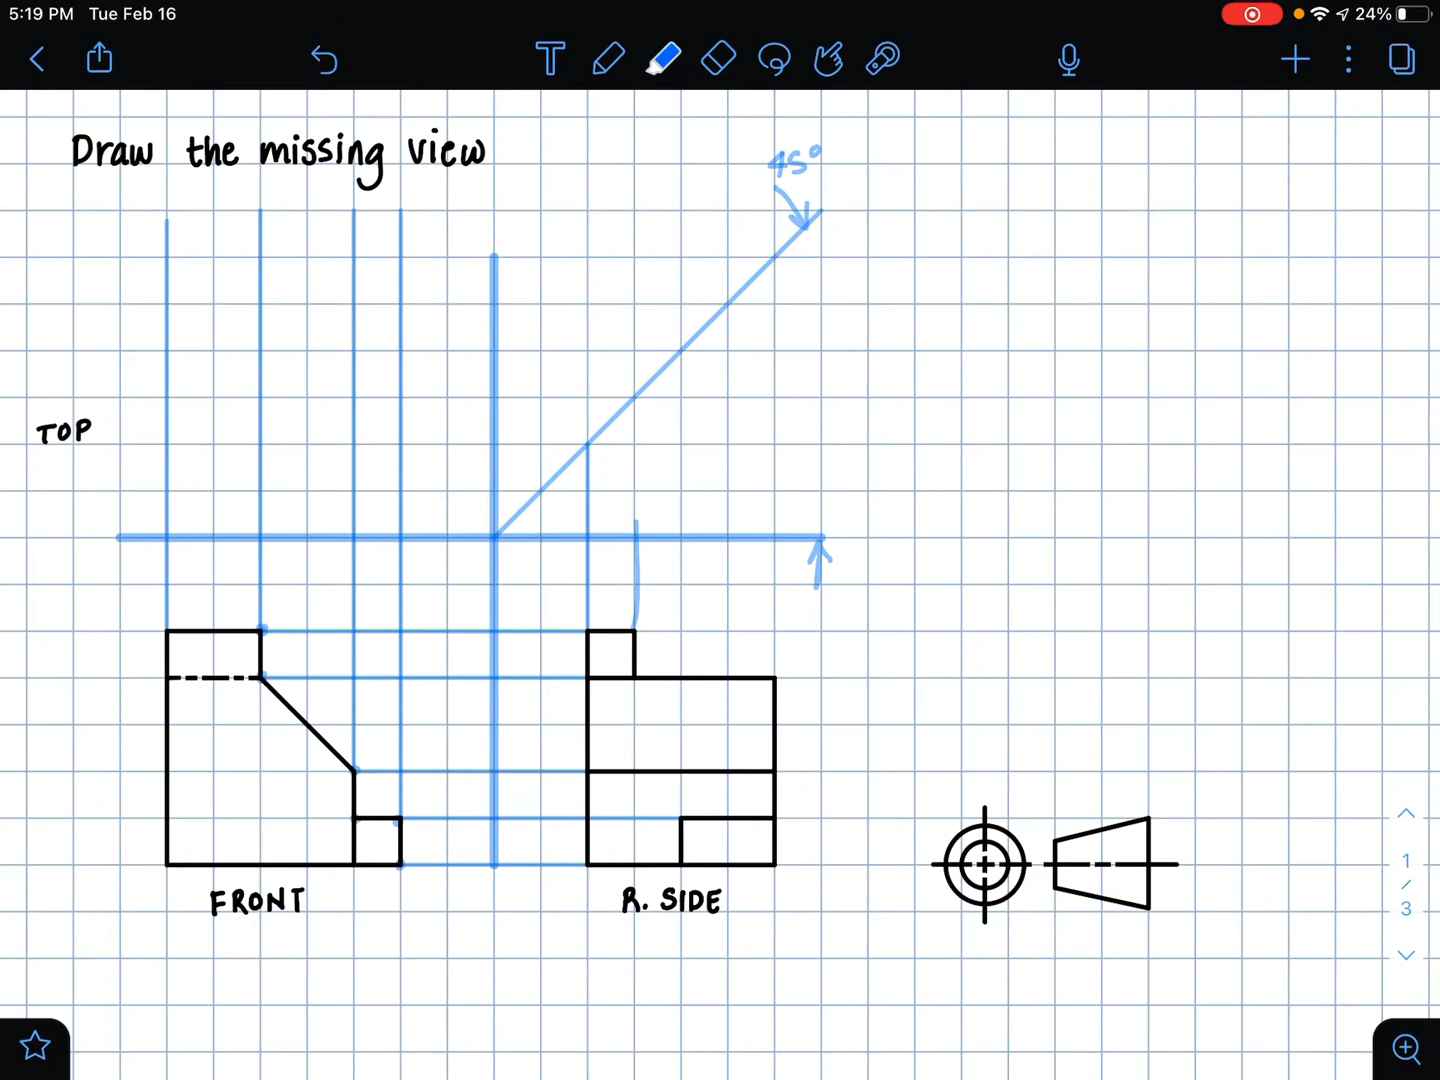 5:19 PM Tue Feb 16 24%
T
Draw the missing view
45°
TOP
FRONT R. SIDE
1
/
3